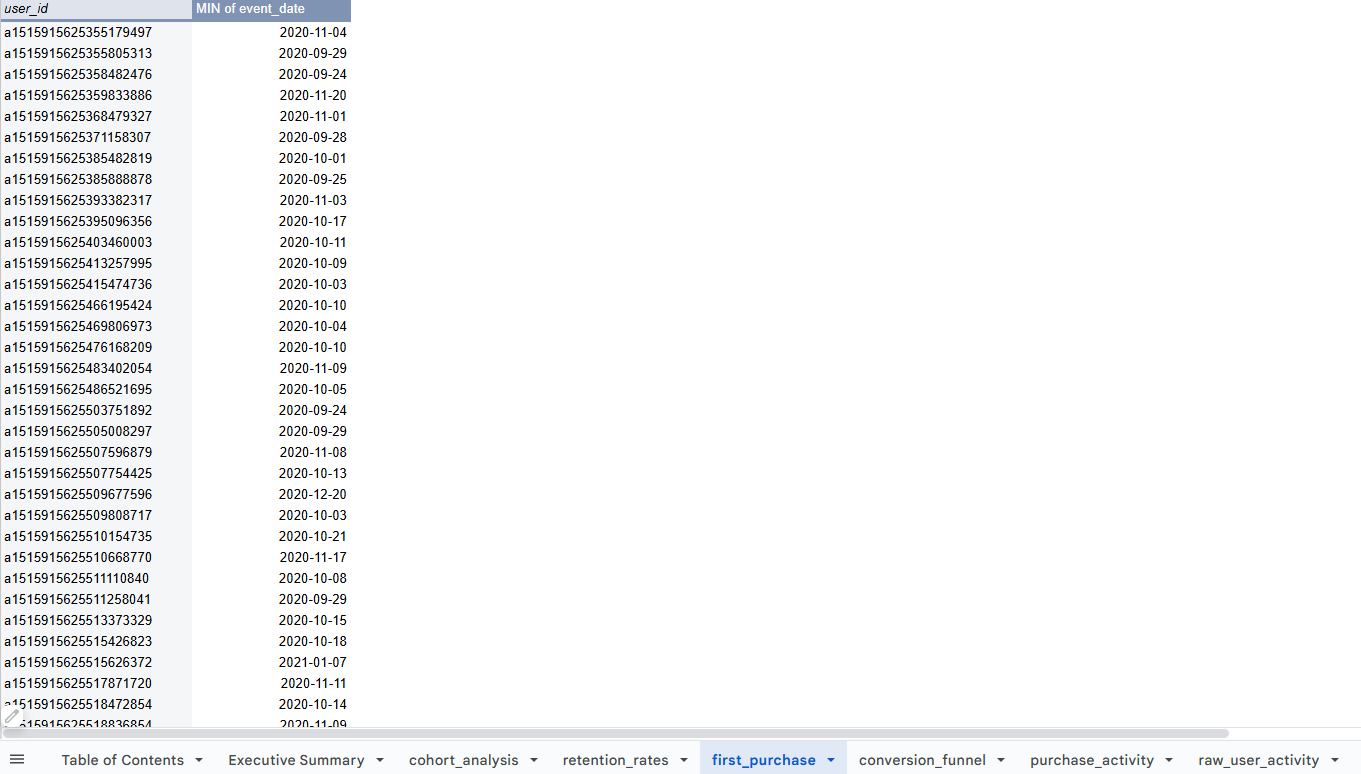 user_id MIN of event_date
a1515915625355179497 2020-11-04
a1515915625355805313 2020-09-29
a1515915625358482476 2020-09-24
a1515915625359833886 2020-11-20
a1515915625368479327 2020-11-01
a1515915625371158307 2020-09-28
a1515915625385482819 2020-10-01
a1515915625385888878 2020-09-25
a1515915625393382317 2020-11-03
a1515915625395096356 2020-10-17
a1515915625403460003 2020-10-11
a1515915625413257995 2020-10-09
a1515915625415474736 2020-10-03
a1515915625466195424 2020-10-10
a1515915625469806973 2020-10-04
a1515915625476168209 2020-10-10
a1515915625483402054 2020-11-09
a1515915625486521695 2020-10-05
a1515915625503751892 2020-09-24
a1515915625505008297 2020-09-29
a1515915625507596879 2020-11-08
a1515915625507754425 2020-10-13
a1515915625509677596 2020-12-20
a1515915625509808717 2020-10-03
a1515915625510154735 2020-10-21
a1515915625510668770 2020-11-17
a1515915625511110840 2020-10-08
a1515915625511258041 2020-09-29
a1515915625513373329 2020-10-15
a1515915625515426823 2020-10-18
a1515915625515626372 2021-01-07
a1515915625517871720 2020-11-11
a1515915625518472854 2020-10-14
2020-11-09
Table of Contents Executive Summary cohort_analysis retention_rates first_purchase conversion_funnel purchase_activity raw_user_activity